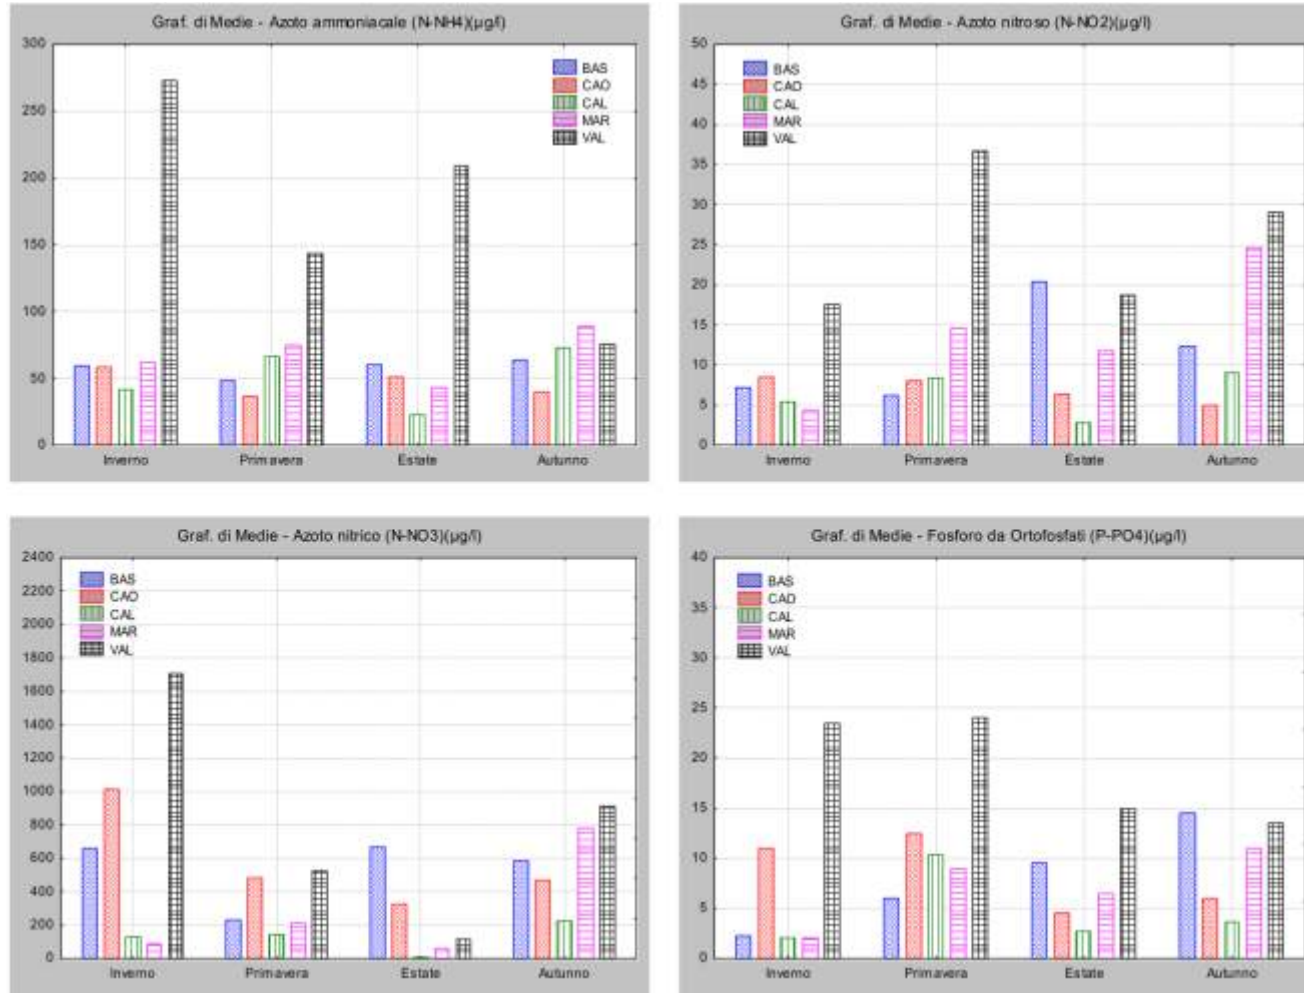 Graf. di Medie - Azoto ammoniacale (N-NH4)(µg/l)
300
250
200
150
100
50
0
BAS
CAO
CAL
MAR
VAL
Inverno Primavera Estate Autunno
Graf. di Medie - Azoto nitroso (N-NO2)(µg/l)
50
45
40
35
30
25
20
15
10
5
0
BAS
CAO
CAL
MAR
VAL
Inverno Primavera Estate Autunno
Graf. di Medie - Azoto nitrico (N-NO3)(µg/l)
2400
2200
2000
1800
1600
1400
1200
1000
800
600
400
200
0
BAS
CAO
CAL
MAR
VAL
Inverno Primavera Estate Autunno
Graf. di Medie - Fosforo da Ortofosfati (P-PO4)(µg/l)
40
35
30
25
20
15
10
5
0
BAS
CAO
CAL
MAR
VAL
Inverno Primavera Estate Autunno